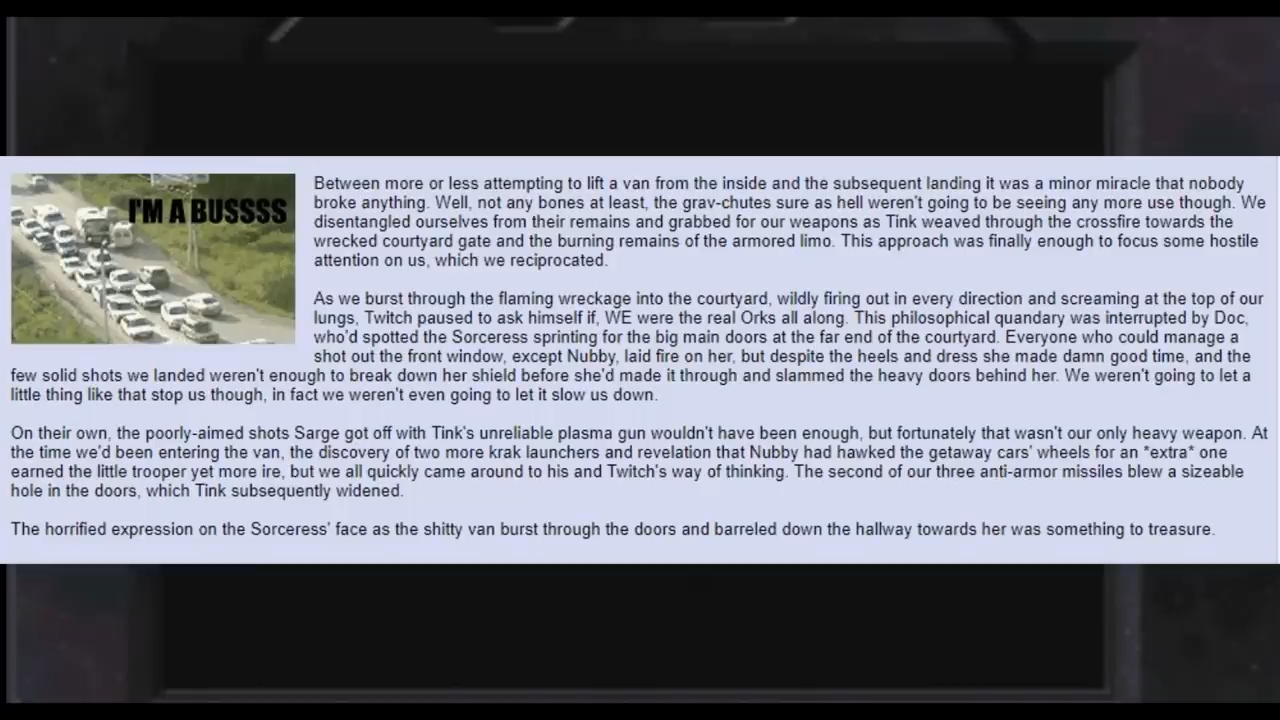 I'M A BUSSSS
Between more or less attempting to lift a van from the inside and the subsequent landing it was a minor miracle that nobody
broke anything. Well, not any bones at least, the grav-chutes sure as hell weren't going to be seeing any more use though. We
disentangled ourselves from their remains and grabbed for our weapons as Tink weaved through the crossfire towards the
wrecked courtyard gate and the burning remains of the armored limo. This approach was finally enough to focus some hostile
attention on us, which we reciprocated.
As we burst through the flaming wreckage into the courtyard, wildly firing out in every direction and screaming at the top of our
lungs, Twitch paused to ask himself if, WE were the real Orks all along. This philosophical quandary was interrupted by Doc,
who'd spotted the Sorceress sprinting for the big main doors at the far end of the courtyard. Everyone who could manage a
shot out the front window, except Nubby, laid fire on her, but despite the heels and dress she made damn good time, and the
few solid shots we landed weren't enough to break down her shield before she'd made it through and slammed the heavy doors behind her. We weren't going to let a
little thing like that stop us though, in fact we weren't even going to let it slow us down.
On their own, the poorly-aimed shots Sarge got off with Tink's unreliable plasma gun wouldn't have been enough, but fortunately that wasn't our only heavy weapon. At
the time we'd been entering the van, the discovery of two more krak launchers and revelation that Nubby had hawked the getaway cars' wheels for an *extra* one
earned the little trooper yet more ire, but we all quickly came around to his and Twitch's way of thinking. The second of our three anti-armor missiles blew a sizeable
hole in the doors, which Tink subsequently widened.
The horrified expression on the Sorceress' face as the shitty van burst through the doors and barreled down the hallway towards her was something to treasure.